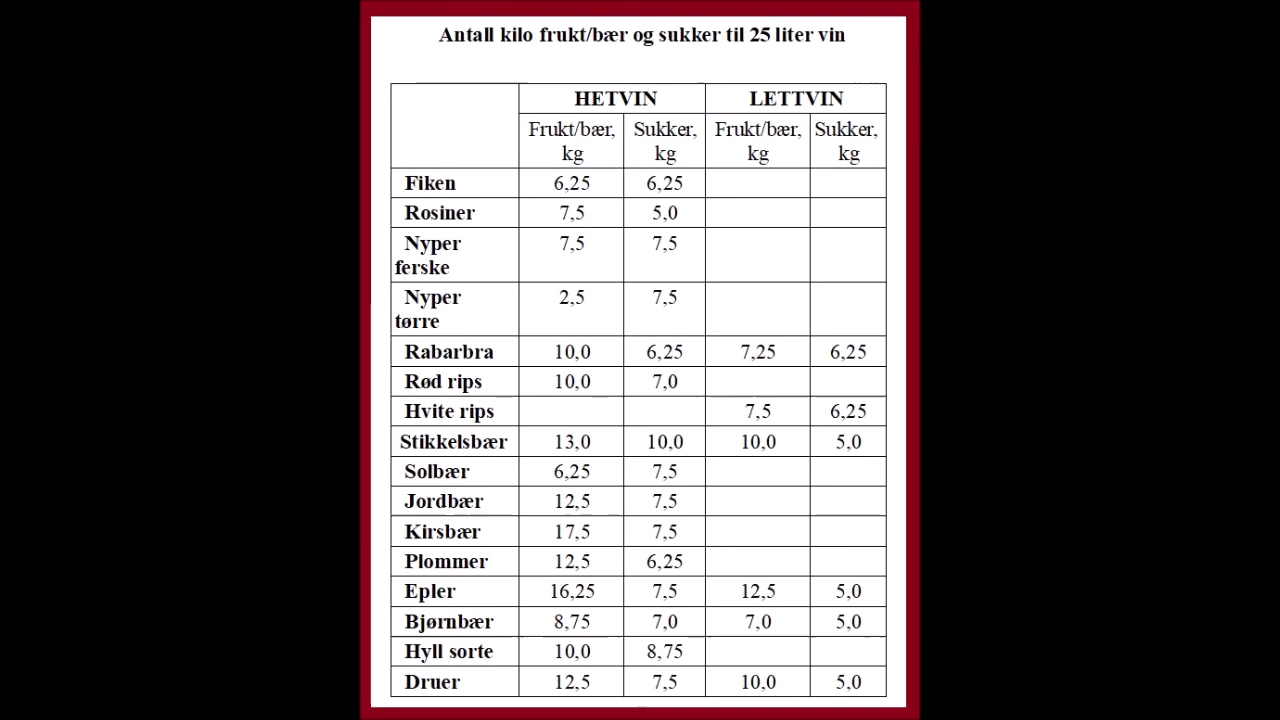 Antall kilo frukt/bær og sukker til 25 liter vin
HETVIN LETTVIN
Frukt/bær, kg Sukker, kg Frukt/bær, kg Sukker, kg
Fiken 6,25 6,25
Rosiner 7,5 5,0
Nyper ferske 7,5 7,5
Nyper tørre 2,5 7,5
Rabarbra 10,0 6,25 7,25 6,25
Rød rips 10,0 7,0
Hvite rips 7,5 6,25
Stikkelsbær 13,0 10,0 10,0 5,0
Solbær 6,25 7,5
Jordbær 12,5 7,5
Kirsbær 17,5 7,5
Plommer 12,5 6,25
Epler 16,25 7,5 12,5 5,0
Bjørnbær 8,75 7,0 7,0 5,0
Hyll sorte 10,0 8,75
Druer 12,5 7,5 10,0 5,0